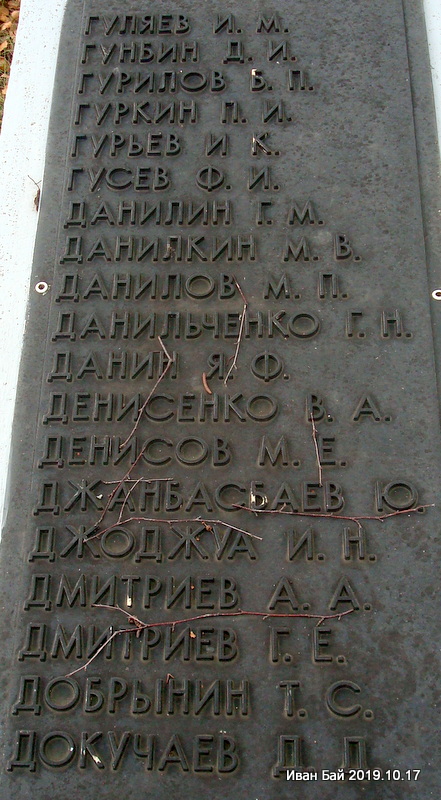 ГУЛЯЕВ И. М.
ГУНБИН Д. И.
ГУРИЛОВ Б. П.
ГУРКИН П. И.
ГУРЬЕВ И К.
ГУСЕВ Ф. И.
ДАНИЛИН Г. М.
ДАНИЛКИН М. В.
ДАНИЛОВ М. П.
ДАНИЛЬЧЕНКО Г. Н.
ДАНИН Я Ф.
ДЕНИСЕНКО В. А.
ДЕНИСОВ М. Е.
ДЖАНБАСБАЕВ Ю
ДЖОДЖУА И. Н.
ДМИТРИЕВ А. А.
ДМИТРИЕВ Г. Е.
ДОБРЫНИН Т. С.
ДОКУЧАЕВ Д П
Иван Бай 2019.10.17